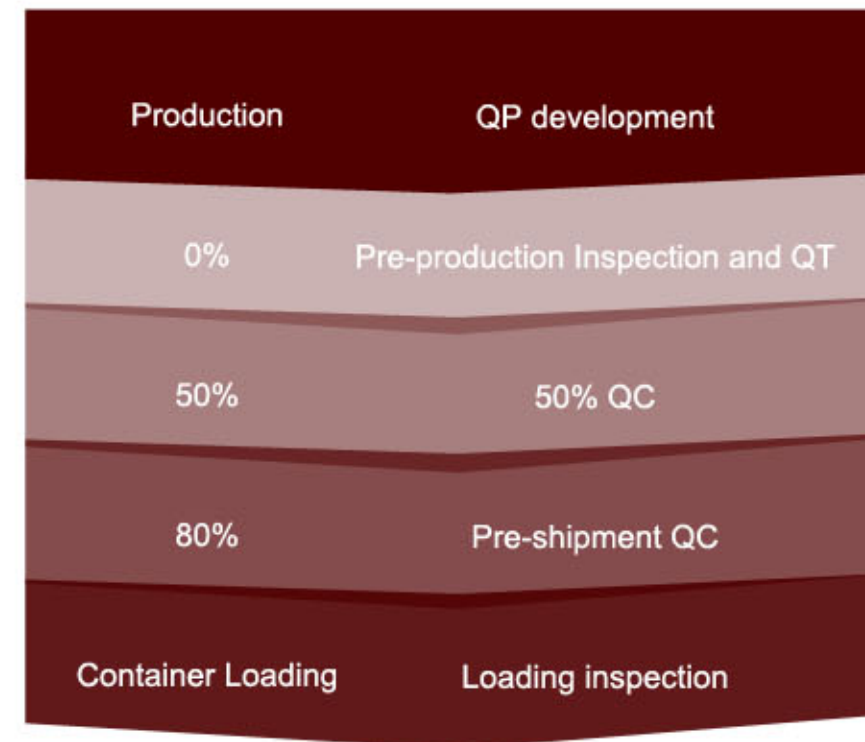 Production QP development
0% Pre-production Inspection and QT
50% 50% QC
80% Pre-shipment QC
Container Loading Loading inspection